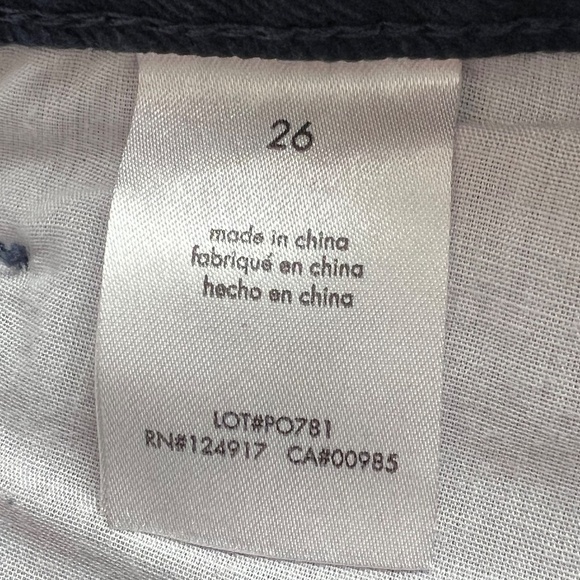 26
made in china
fabriqué en china
hecho en china
LOT#PO781
RN#124917 CA#00985